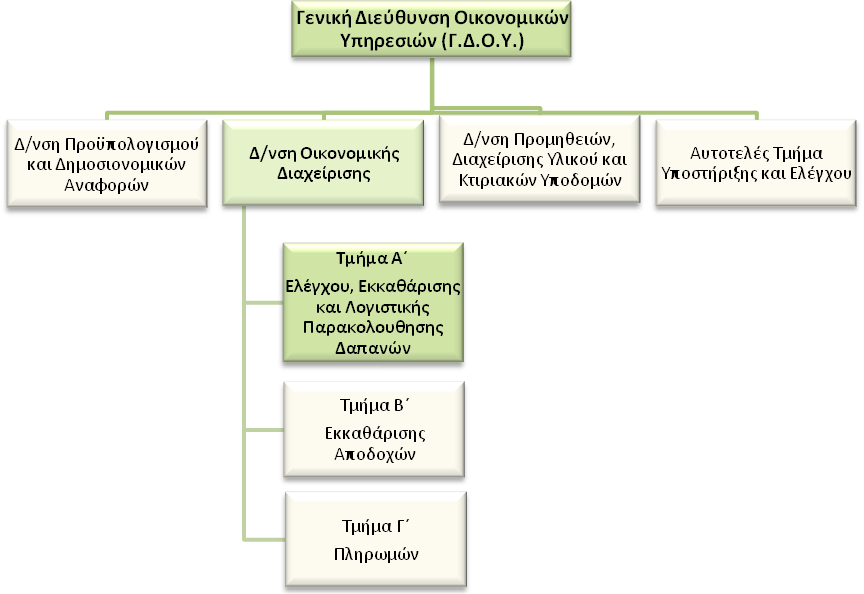 Γενική Διεύθυνση Οικονομικών
Υπηρεσιών (Γ.Δ.Ο.Υ.)
Δ/νση Προϋπολογισμού
και Δημοσιονομικών
Αναφορών
Δ/νση Οικονομικής
Διαχείρισης
Δ/νση Προμηθειών,
Διαχείρισης Υλικού και
Κτιριακών Υποδομών
Αυτοτελές Τμήμα
Υποστήριξης και Ελέγχου
Τμήμα Α΄
Ελέγχου, Εκκαθάρισης
και Λογιστικής
Παρακολουθησης
Δαπανών
Τμήμα Β΄
Εκκαθάρισης
Αποδοχών
Τμήμα Γ΄
Πληρωμών